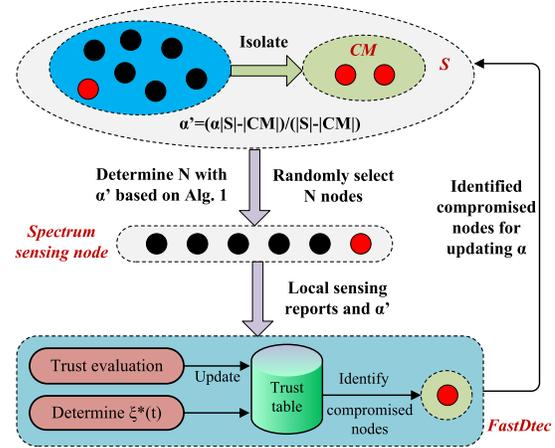 Isolate
CM
S
α’=(α|S|-|CM|)/(|S|-|CM|)
Determine N with
α’ based on Alg. 1
Randomly select
N nodes
Identified
compromised
nodes for
updating α
Spectrum
sensing node
Local sensing
reports and α’
Trust evaluation
Update
Determine ξ*(t)
Trust
table
Identify
compromised
nodes
FastDtec